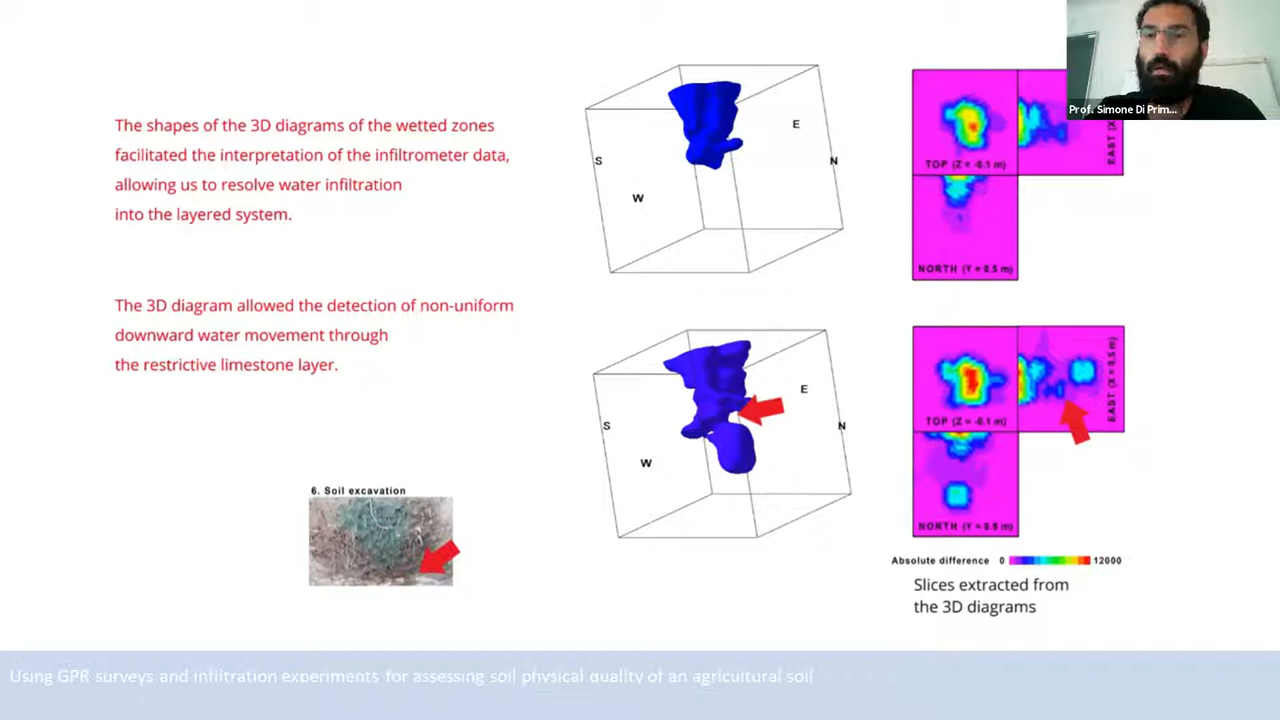 Prof. Simone Di Prim...
The shapes of the 3D diagrams of the wetted zones
facilitated the interpretation of the infiltrometer data,
allowing us to resolve water infiltration
into the layered system.
The 3D diagram allowed the detection of non-uniform
downward water movement through
the restrictive limestone layer.
6. Soil excavation
S
W
E
N
TOP (Z = -0.1 m)
EAST (X
NORTH (Y = 0.5 m)
S
W
E
N
TOP (Z = -0.1 m)
EAST (X = 0.5 m)
NORTH (Y = 0.5 m)
Absolute difference 0 12000
Slices extracted from
the 3D diagrams
Using GPR surveys and infiltration experiments for assessing soil physical quality of an agricultural soil